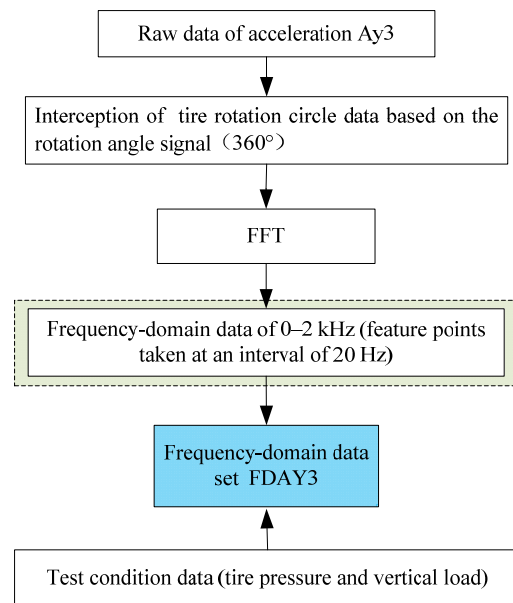 Raw data of acceleration Ay3
Interception of tire rotation circle data based on the
rotation angle signal（360°）
FFT
Frequency-domain data of 0–2 kHz (feature points
taken at an interval of 20 Hz)
Frequency-domain data
set FDAY3
Test condition data (tire pressure and vertical load)